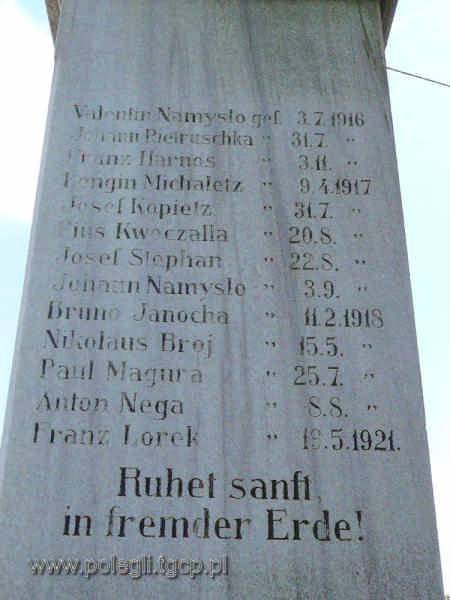 Valentin Namyslo gef. 3.7.1916
Johann Pietruschka " 31.7. "
Franz Harnos " 3.11. "
Longin Michaletz " 9.4.1917
Josef Kopietz " 31.7. "
Pius Kwoczalla " 20.8. "
Josef Stephan " 22.8. "
Johann Namyslo " 3.9. "
Bruno Janocha " 11.2.1918
Nikolaus Broj " 15.5. "
Paul Magura " 25.7. "
Anton Nega " 8.8. "
Franz Lorek " 19.5.1921.
Ruhet sanft,
in fremder Erde!
www.polegli.tgcp.pl